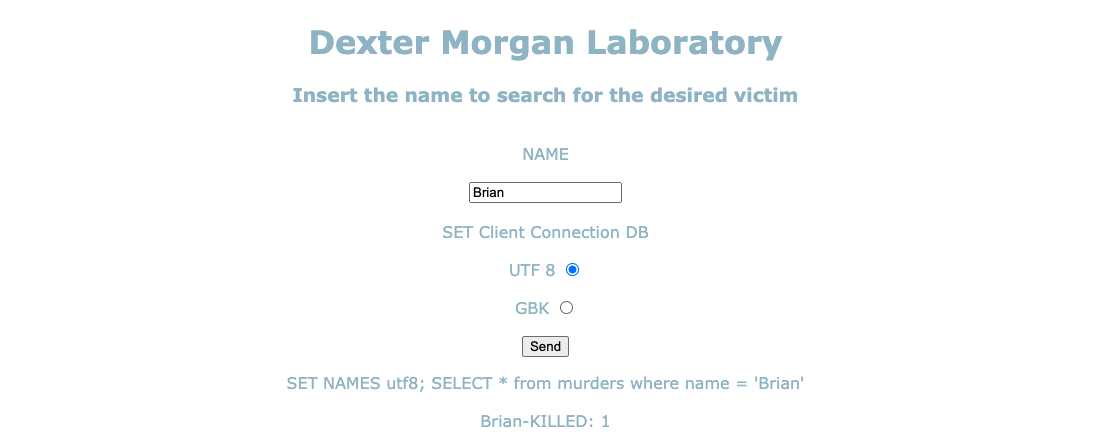 Dexter Morgan Laboratory
Insert the name to search for the desired victim
NAME
Brian
SET Client Connection DB
UTF 8
GBK
Send
SET NAMES utf8; SELECT * from murders where name = 'Brian'
Brian-KILLED: 1